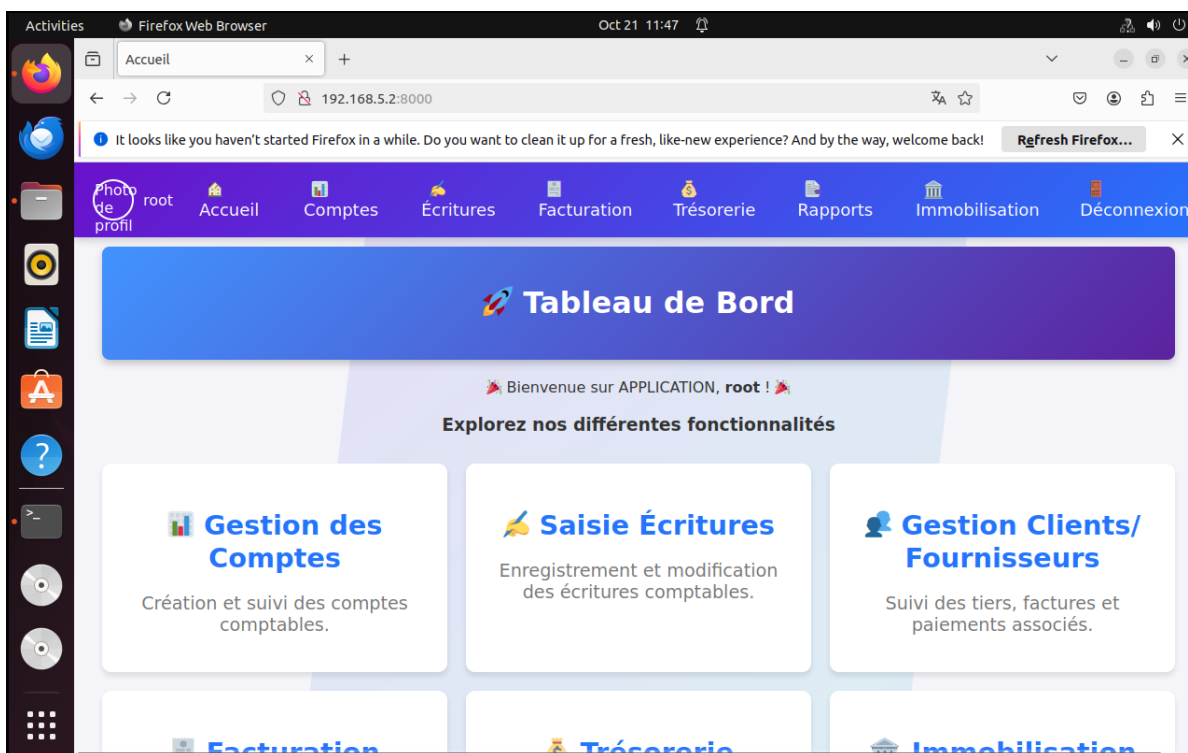 Activities Firefox Web Browser Oct 21 11:47
Accueil
192.168.5.2:8000
It looks like you haven't started Firefox in a while. Do you want to clean it up for a fresh, like-new experience? And by the way, welcome back! Refresh Firefox...
Photo de profil
root
Accueil
Comptes
Écritures
Facturation
Trésorerie
Rapports
Immobilisation
Déconnexion
Tableau de Bord
Bienvenue sur APPLICATION, root !
Explorez nos différentes fonctionnalités
Gestion des
Comptes
Création et suivi des comptes
comptables.
Saisie Écritures
Enregistrement et modification
des écritures comptables.
Gestion Clients/
Fournisseurs
Suivi des tiers, factures et
paiements associés.
Facturation
Trésorerie
Immobilisation